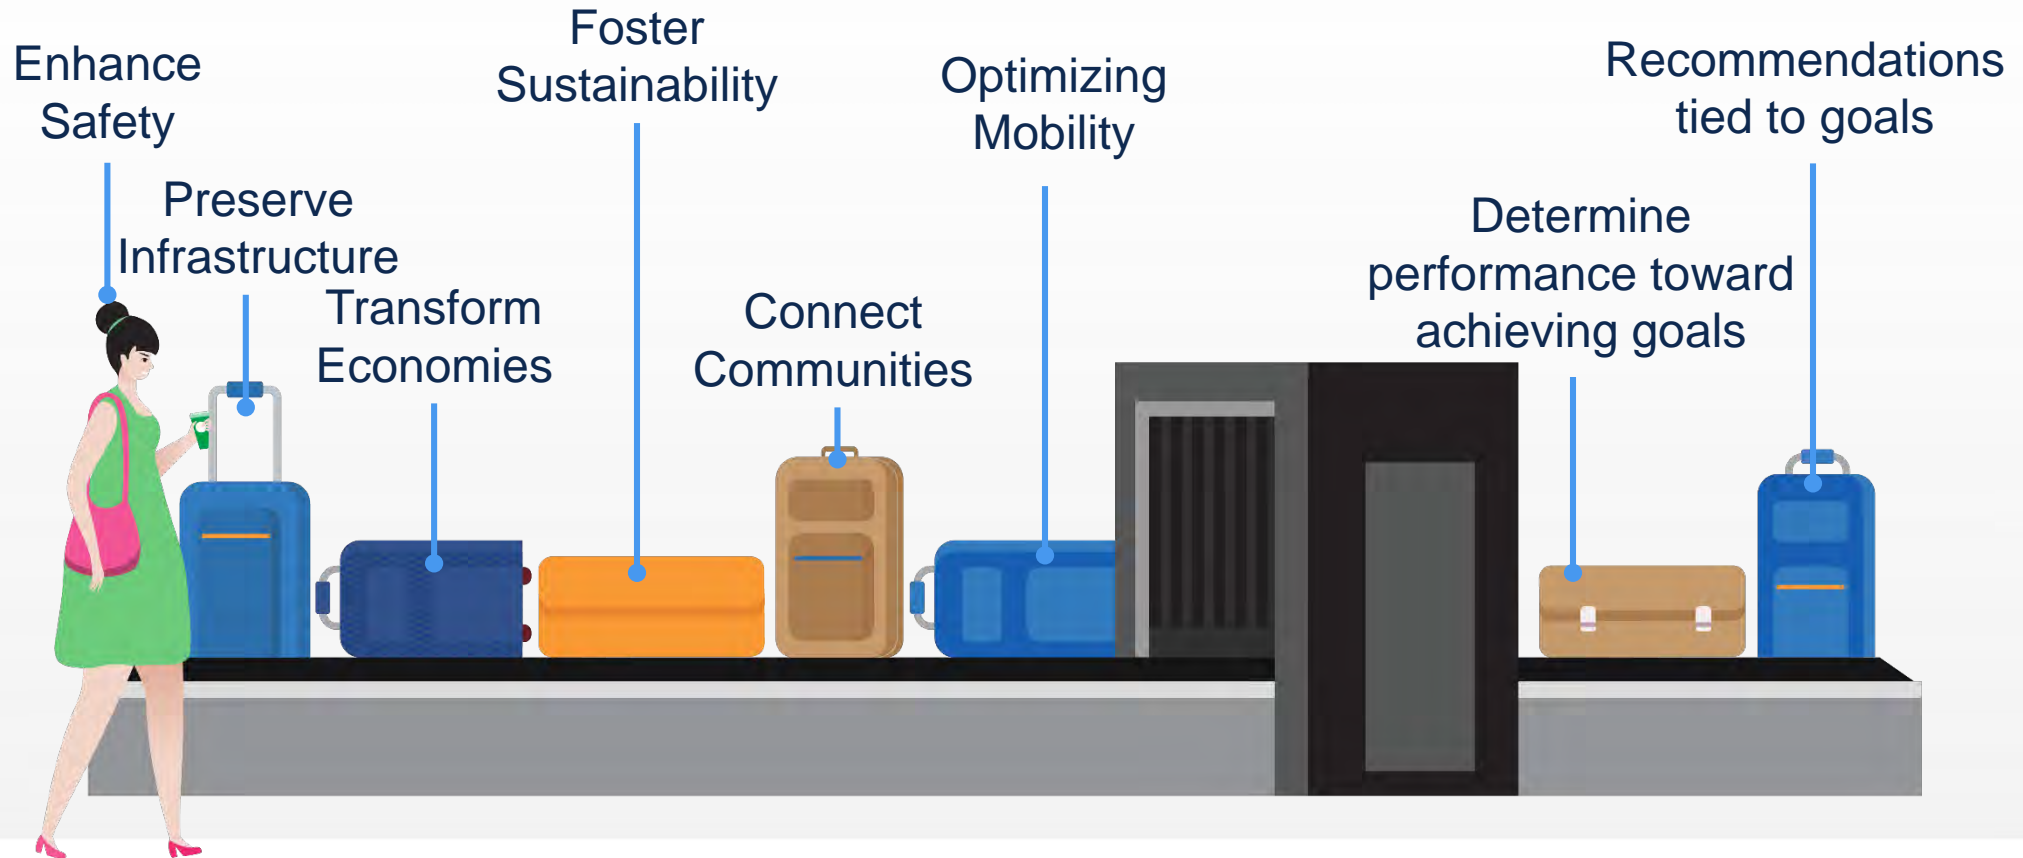 Enhance
Safety
Preserve
Infrastructure
Transform
Economies
Foster
Sustainability
Connect
Communities
Optimizing
Mobility
Determine
performance toward
achieving goals
Recommendations
tied to goals